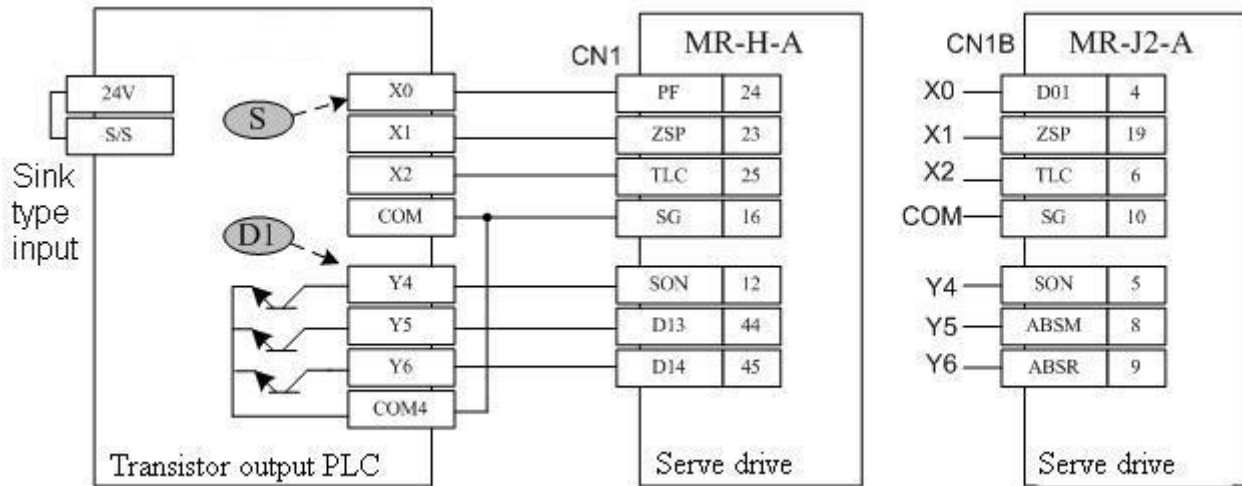 24V
S/S
Sink
type
input
S
D1
X0
X1
X2
COM
Y4
Y5
Y6
COM4
Transistor output PLC
CN1
MR-H-A
PF 24
ZSP 23
TLC 25
SG 16
SON 12
D13 44
D14 45
Serve drive
CN1B
MR-J2-A
X0 D01 4
X1 ZSP 19
X2 TLC 6
COM SG 10
Y4 SON 5
Y5 ABSM 8
Y6 ABSR 9
Serve drive